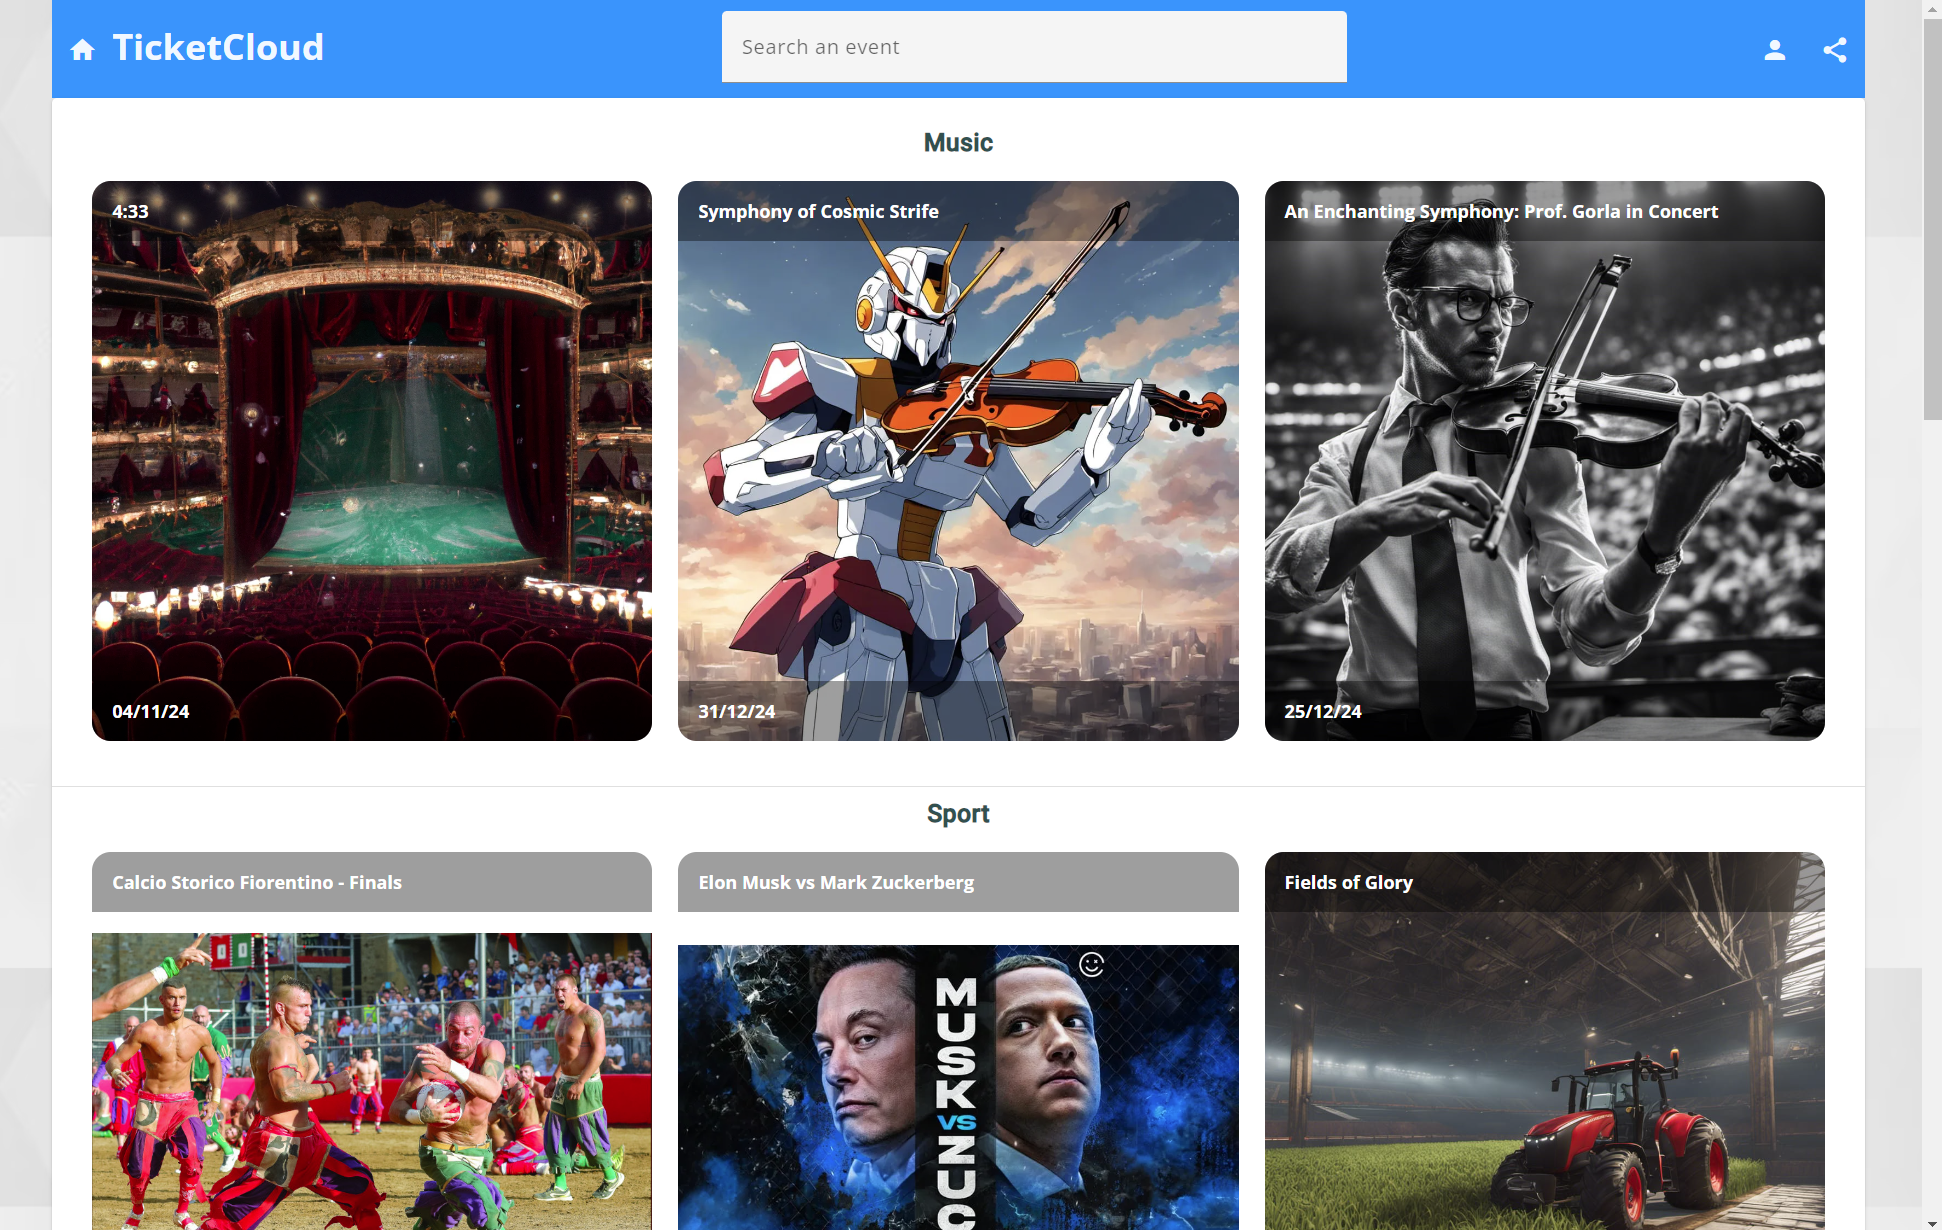 TicketCloud
Search an event
Music
4:33
Symphony of Cosmic Strife
An Enchanting Symphony: Prof. Gorla in Concert
04/11/24
31/12/24
25/12/24
Sport
Calcio Storico Fiorentino - Finals
Elon Musk vs Mark Zuckerberg
Fields of Glory
MUSK
VS
ZUC